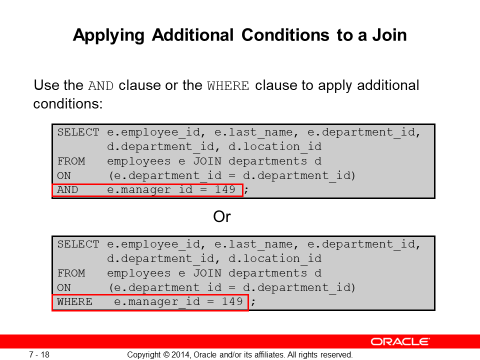 Applying Additional Conditions to a Join
Use the AND clause or the WHERE clause to apply additional
conditions:
SELECT e.employee_id, e.last_name, e.department_id,
d.department_id, d.location_id
FROM employees e JOIN departments d
ON (e.department_id = d.department_id)
AND e.manager_id = 149 ;
Or
SELECT e.employee_id, e.last_name, e.department_id,
d.department_id, d.location_id
FROM employees e JOIN departments d
ON (e.department_id = d.department_id)
WHERE e.manager_id = 149 ;
ORACLE
7 - 18 Copyright © 2014, Oracle and/or its affiliates. All rights reserved.